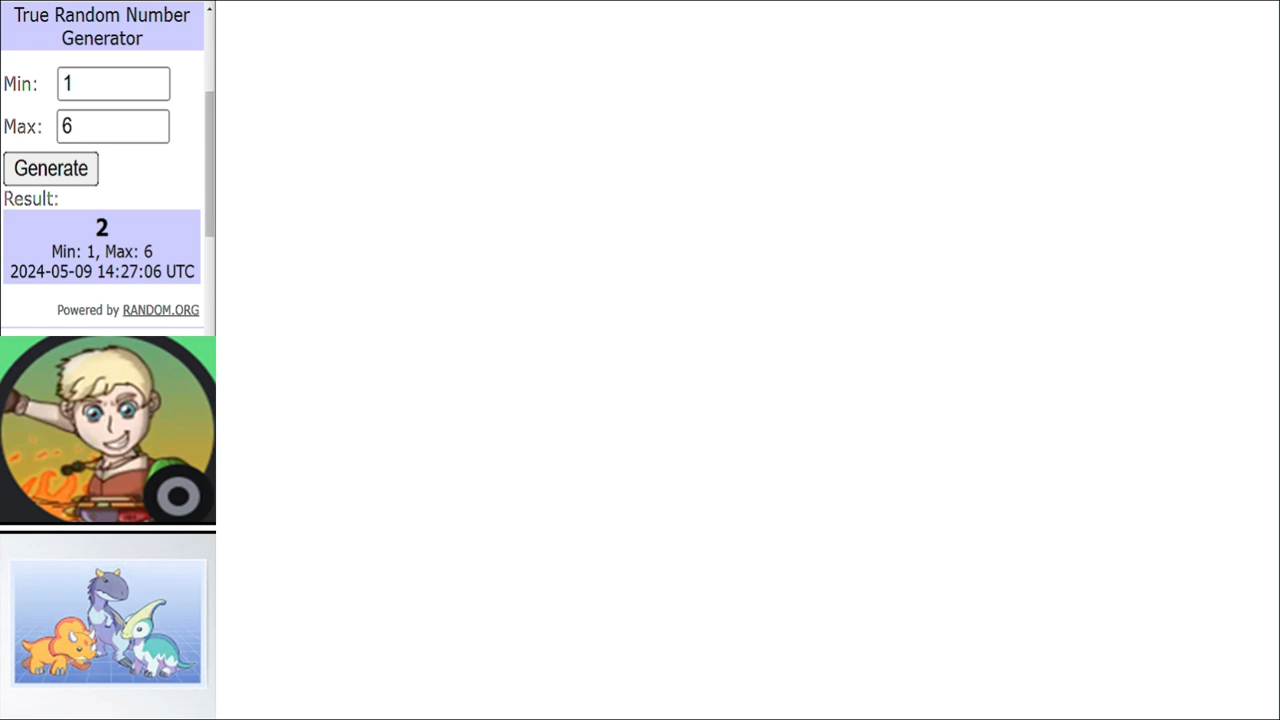 True Random Number
Generator
Min: 1
Max: 6
Generate
Result:
2
Min: 1, Max: 6
2024-05-09 14:27:06 UTC
Powered by RANDOM.ORG